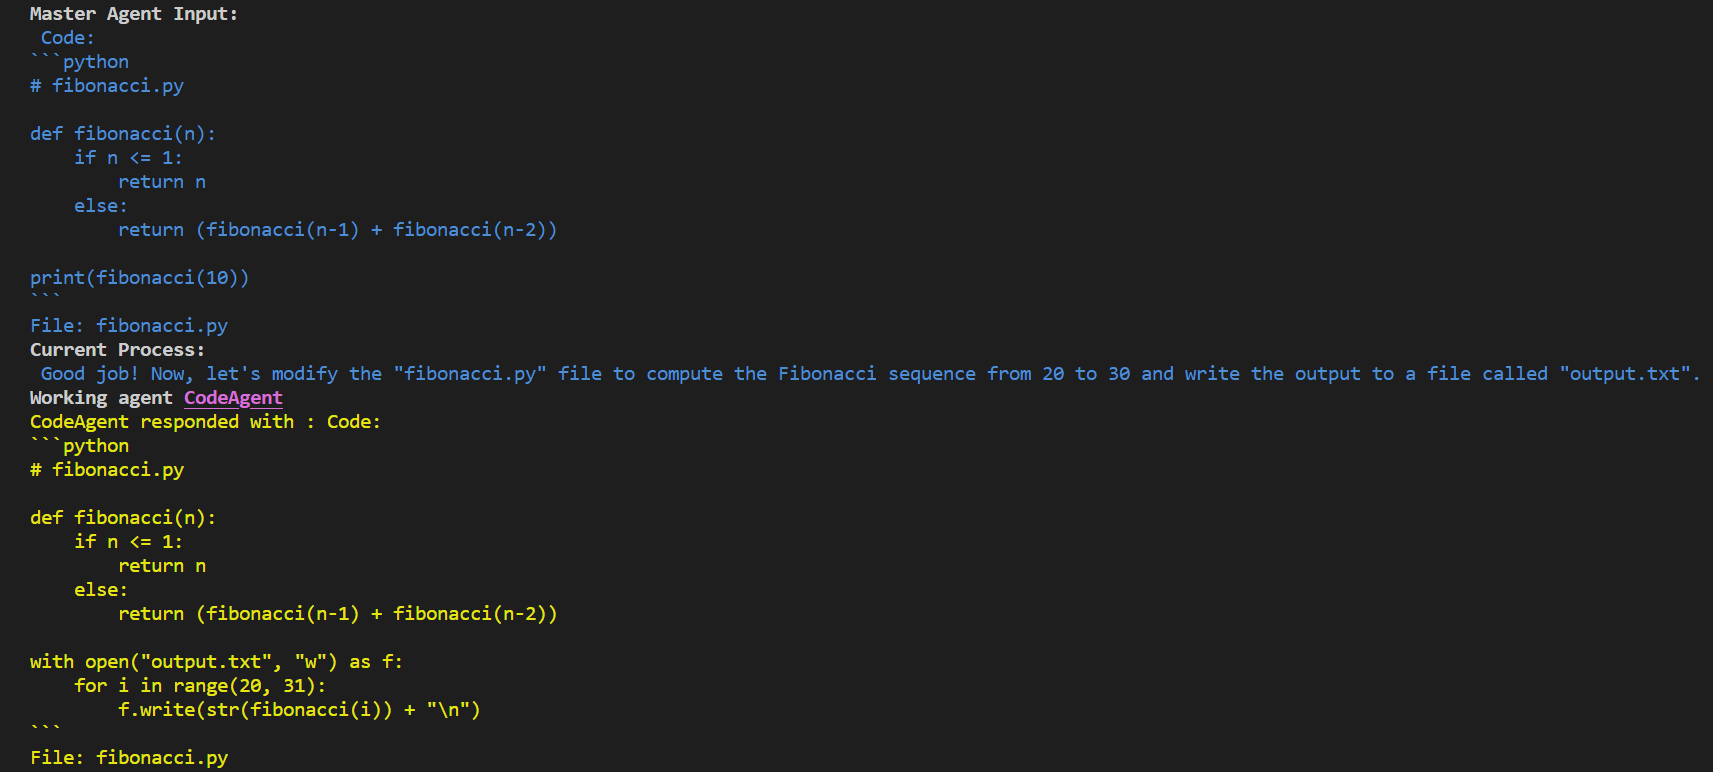 Master Agent Input:
 Code:
```python
# fibonacci.py

def fibonacci(n):
    if n <= 1:
        return n
    else:
        return (fibonacci(n-1) + fibonacci(n-2))

print(fibonacci(10))
```
File: fibonacci.py
Current Process:
 Good job! Now, let's modify the "fibonacci.py" file to compute the Fibonacci sequence from 20 to 30 and write the output to a file called "output.txt".
Working agent CodeAgent
CodeAgent responded with : Code:
```python
# fibonacci.py

def fibonacci(n):
    if n <= 1:
        return n
    else:
        return (fibonacci(n-1) + fibonacci(n-2))

with open("output.txt", "w") as f:
    for i in range(20, 31):
        f.write(str(fibonacci(i)) + "\n")
```
File: fibonacci.py